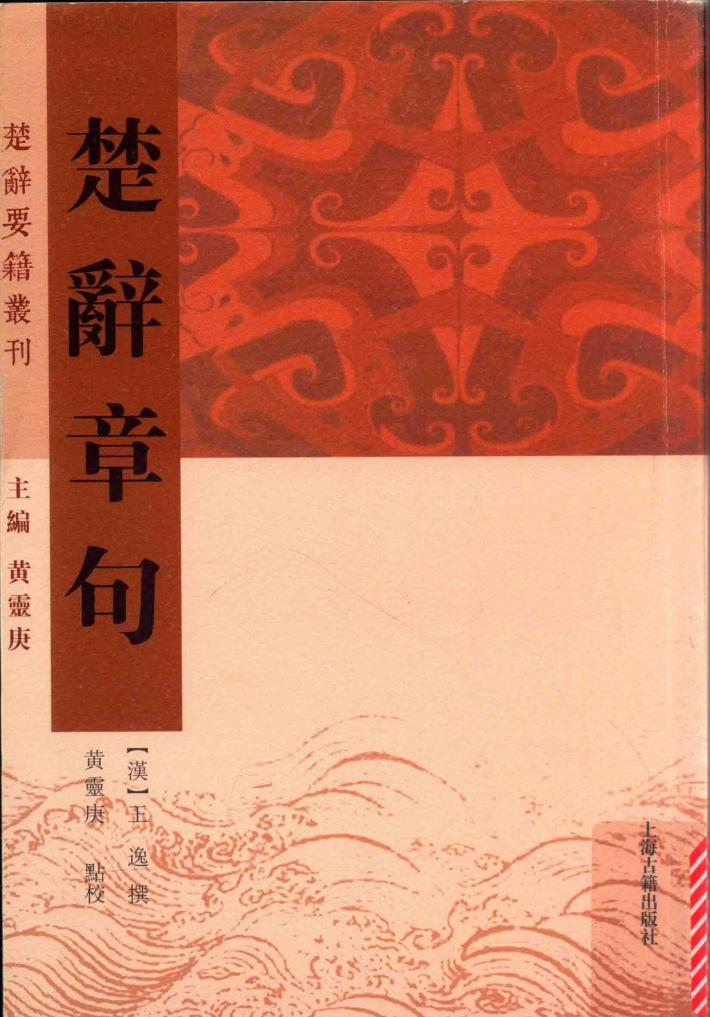 楚辭要籍叢刊
主編 黄靈庚
楚辭章句
【漢】王逸 撰
黄靈庚 點校
上海古籍出版社